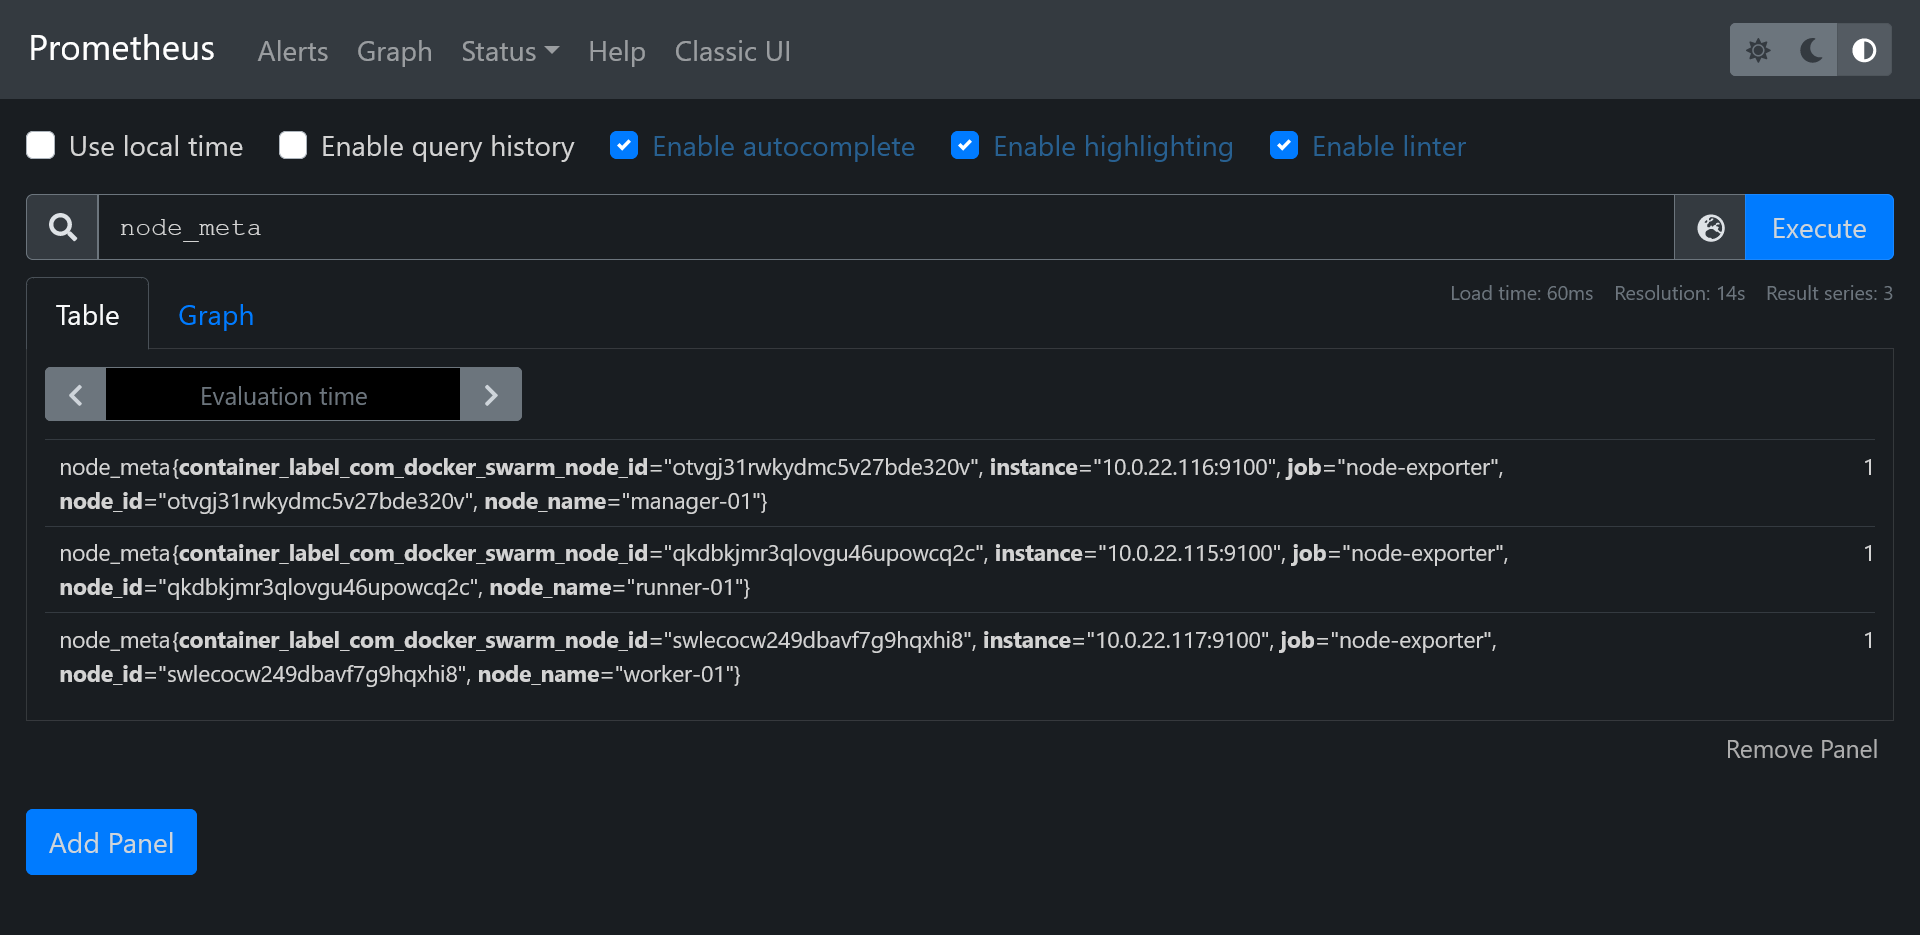 Prometheus Alerts Graph Status Help Classic UI
Use local time Enable query history Enable autocomplete Enable highlighting Enable linter
node_meta Execute
Load time: 60ms Resolution: 14s Result series: 3
Table Graph
Evaluation time
node_meta{container_label_com_docker_swarm_node_id="otvgj31rwkydmc5v27bde320v", instance="10.0.22.116:9100", job="node-exporter", 1
node_id="otvgj31rwkydmc5v27bde320v", node_name="manager-01"}
node_meta{container_label_com_docker_swarm_node_id="qkdbkjmr3qlovgu46upowcq2c", instance="10.0.22.115:9100", job="node-exporter", 1
node_id="qkdbkjmr3qlovgu46upowcq2c", node_name="runner-01"}
node_meta{container_label_com_docker_swarm_node_id="swlecocw249dbavf7g9hqxhi8", instance="10.0.22.117:9100", job="node-exporter", 1
node_id="swlecocw249dbavf7g9hqxhi8", node_name="worker-01"}
Remove Panel
Add Panel